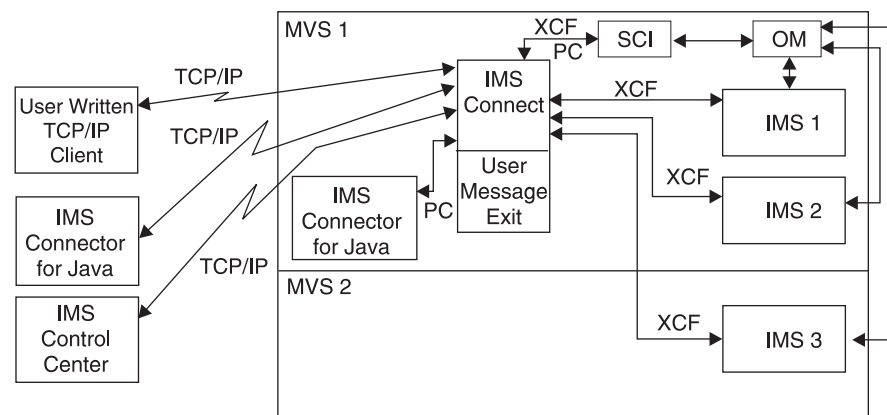 MVS 1
XCF
PC
SCI
OM
TCP/IP
IMS
Connect
XCF
User Written
TCP/IP
Client
TCP/IP
IMS 1
User
Message
Exit
IMS
Connector
for Java
PC
XCF
IMS 2
IMS
Connector
for Java
TCP/IP
MVS 2
IMS
Control
Center
XCF
IMS 3